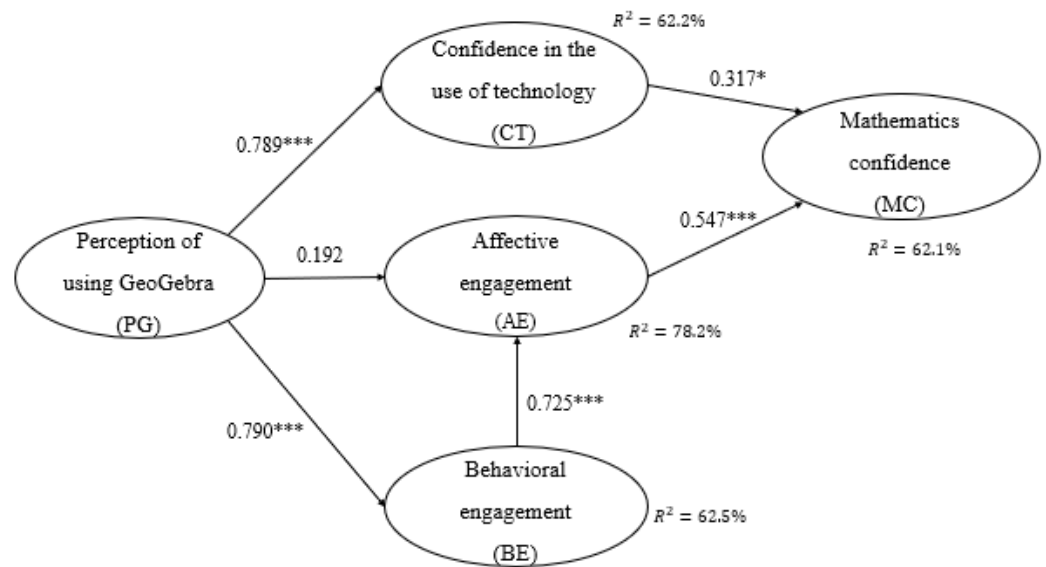 R² = 62.2%
Confidence in the
use of technology
(CT)
0.317*
Mathematics
confidence
(MC)
R² = 62.1%
0.789***
0.547***
Perception of
using GeoGebra
(PG)
0.192
Affective
engagement
(AE)
R² = 78.2%
0.790***
0.725***
Behavioral
engagement
(BE)
R² = 62.5%